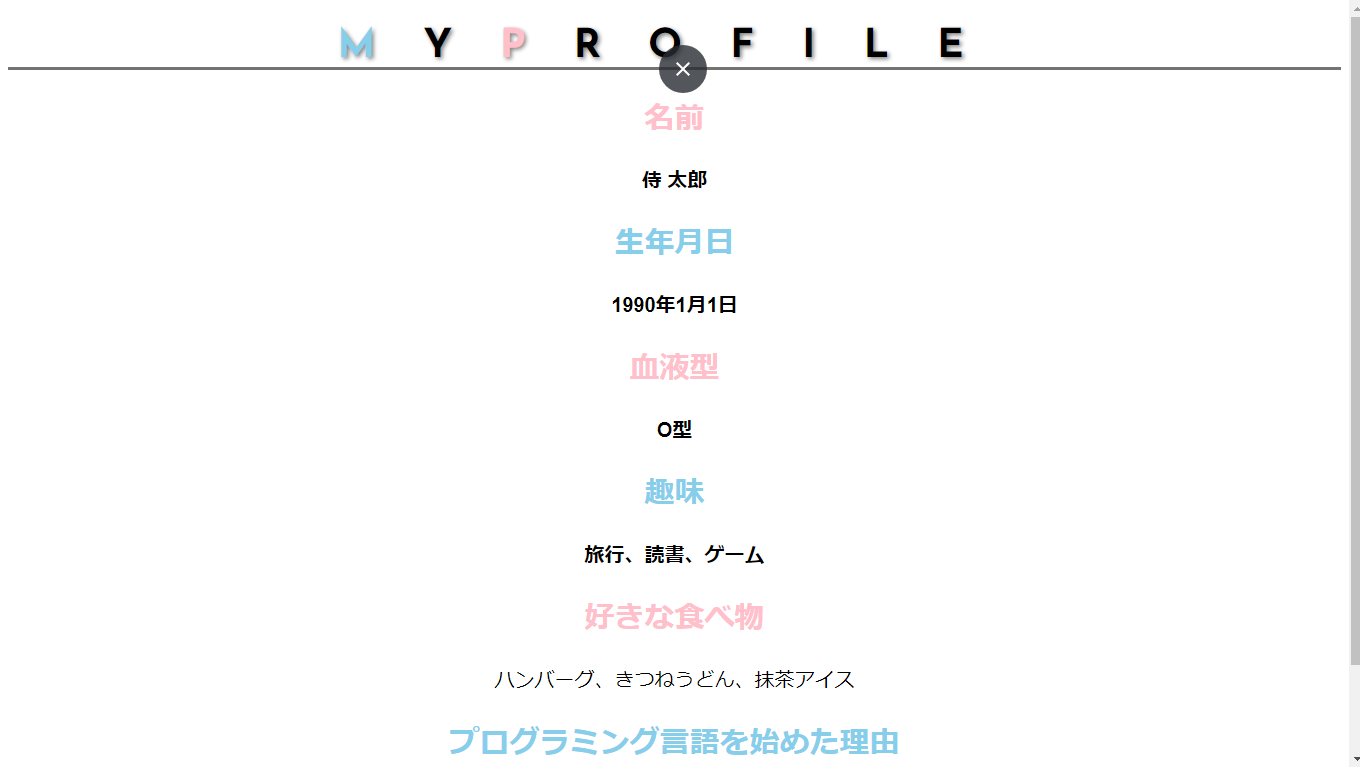 MYPROFILE
名前
侍 太郎
生年月日
1990年1月1日
血液型
O型
趣味
旅行、読書、ゲーム
好きな食べ物
ハンバーグ、きつねうどん、抹茶アイス
プログラミング言語を始めた理由